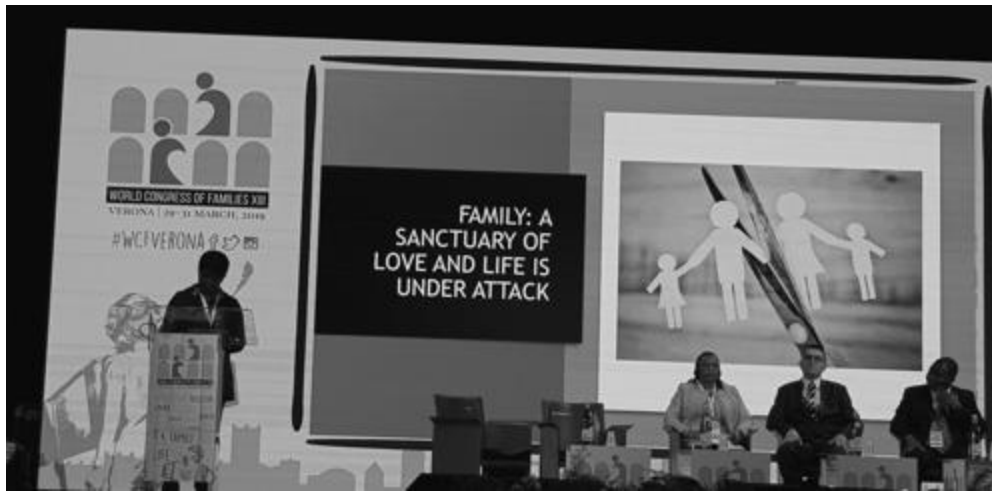 WORLD CONGRESS OF FAMILIES XIII
VERONA | 29-31 MARCH, 2019
#WCFVERONA
FAMILY: A
SANCTUARY OF
LOVE AND LIFE IS
UNDER ATTACK